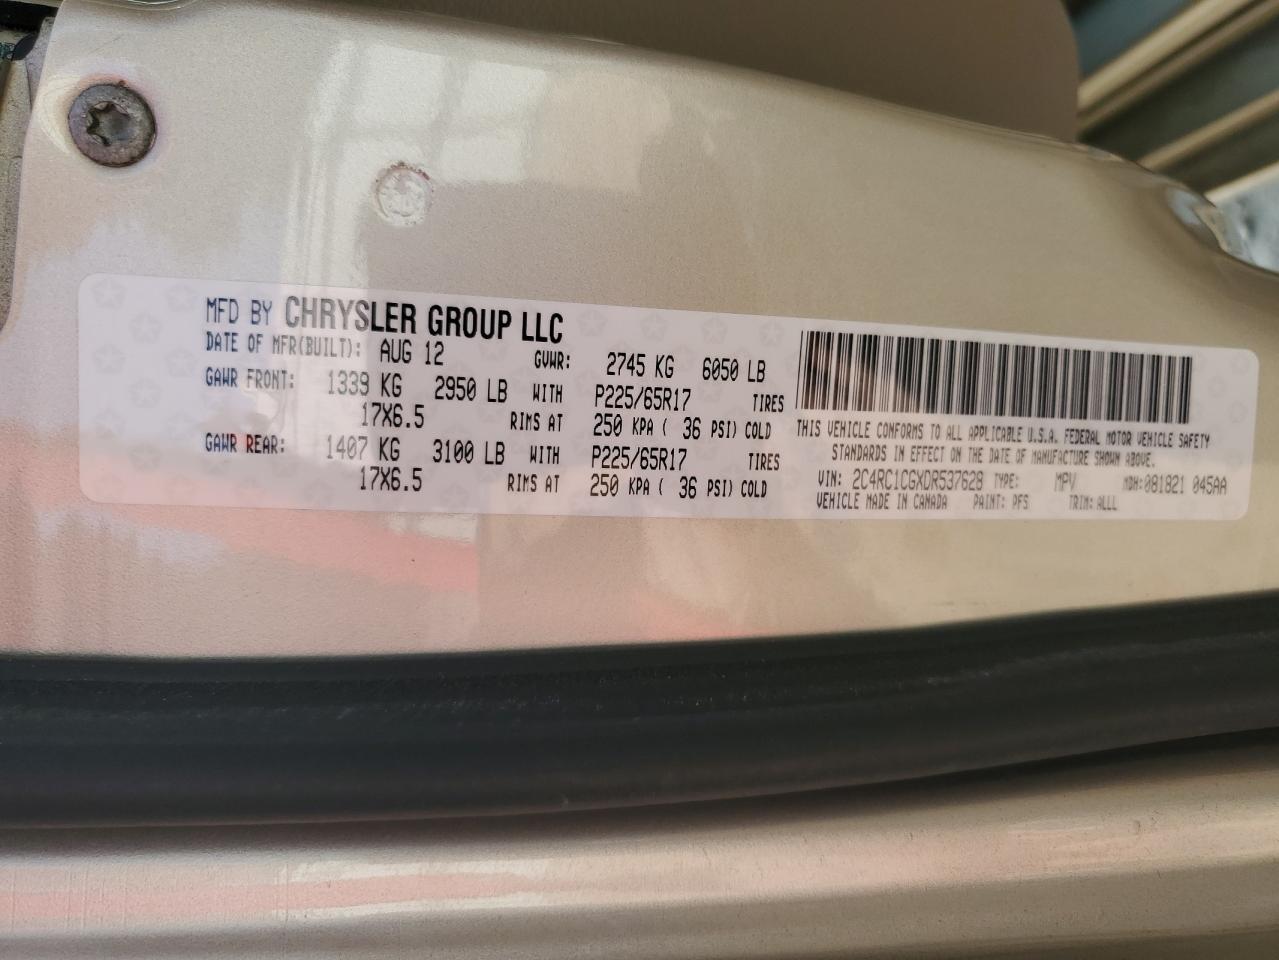 MFD BY CHRYSLER GROUP LLC
DATE OF MFR(BUILT): AUG 12 GVWR: 2745 KG 6050 LB
GAWR FRONT: 1339 KG 2950 LB WITH P225/65R17 TIRES
17X6.5 RIMS AT 250 KPA ( 36 PSI) COLD
GAWR REAR: 1407 KG 3100 LB WITH P225/65R17 TIRES
17X6.5 RIMS AT 250 KPA ( 36 PSI) COLD
THIS VEHICLE CONFORMS TO ALL APPLICABLE U.S.A. FEDERAL MOTOR VEHICLE SAFETY
STANDARDS IN EFFECT ON THE DATE OF MANUFACTURE SHOWN ABOVE.
VIN: 2C4RC1CGXDR537628 TYPE: MPV MDH:081821 045AA
VEHICLE MADE IN CANADA PAINT: PFS TRIM: ALLL